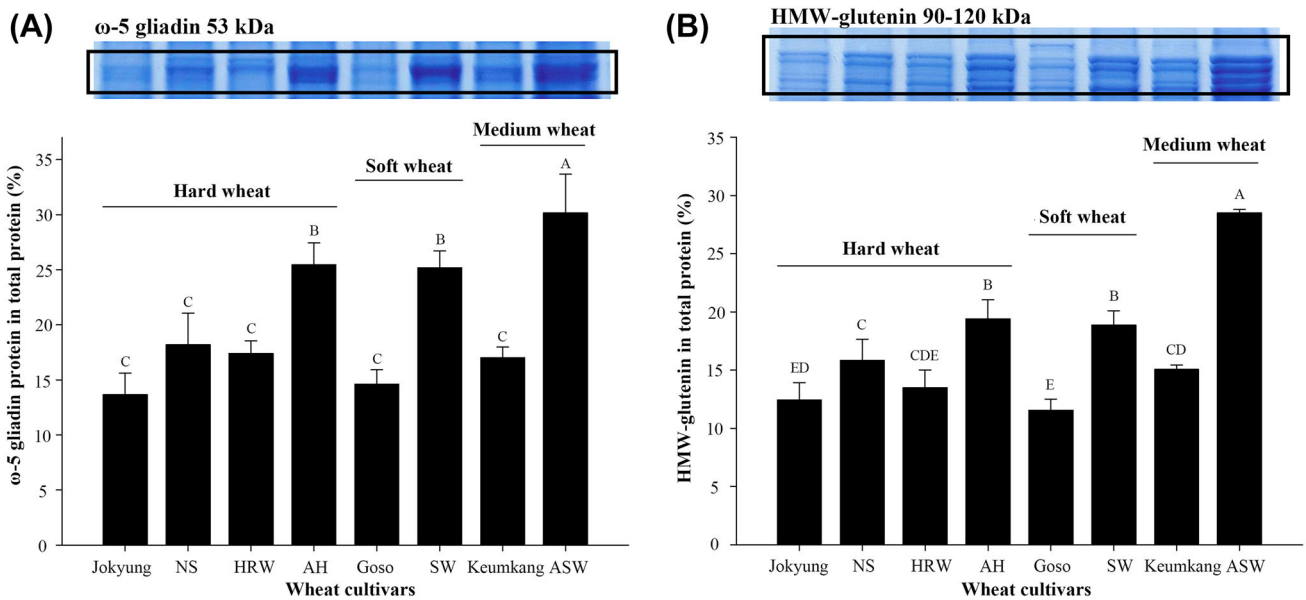 (A)
ω-5 gliadin 53 kDa
ω-5 gliadin protein in total protein (%)
35
30
25
20
15
10
5
0
Hard wheat
Soft wheat
Medium wheat
C
C
C
B
C
B
C
A
Jokyung NS HRW AH Goso SW Keumkang ASW
Wheat cultivars
(B)
HMW-glutenin 90-120 kDa
HMW-glutenin in total protein (%)
35
30
25
20
15
10
5
0
Hard wheat
Soft wheat
Medium wheat
ED
C
CDE
B
E
B
CD
A
Jokyung NS HRW AH Goso SW Keumkang ASW
Wheat cultivars